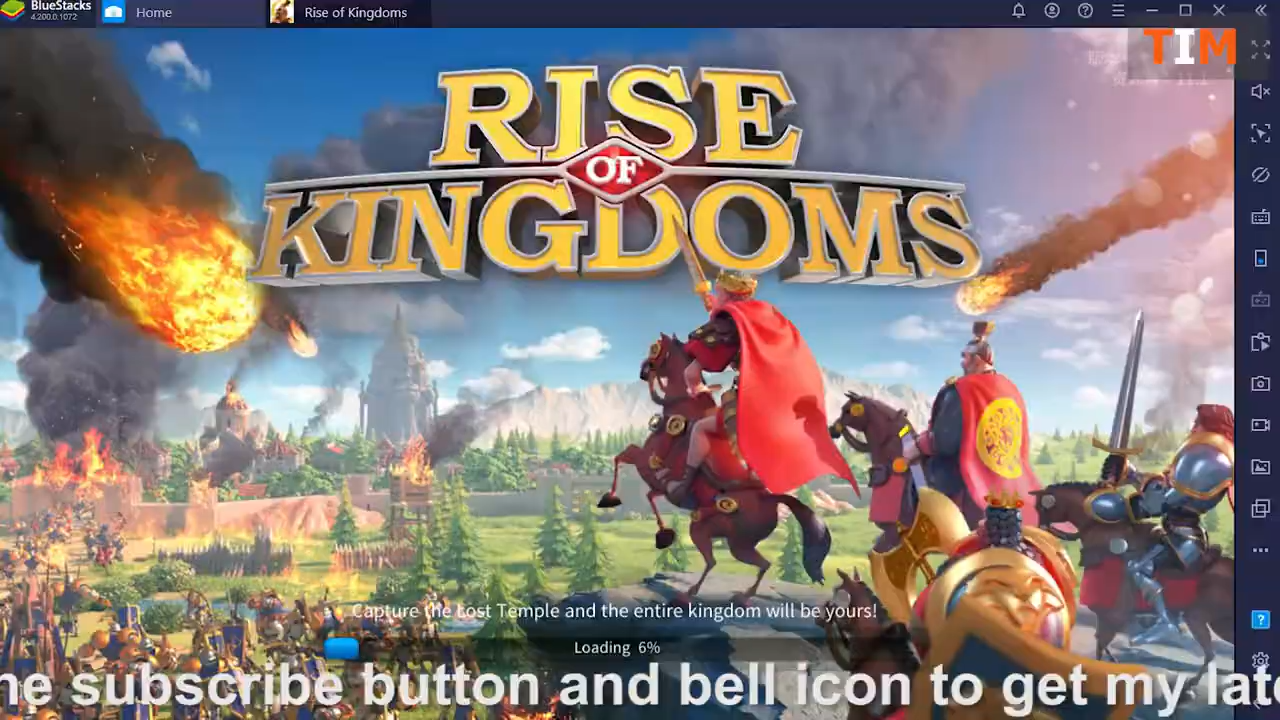 BlueStacks
4.200.0.1072
Home
Rise of Kingdoms
TIM
RISE
OF
KINGDOMS
Capture the Lost Temple and the entire kingdom will be yours!
Loading 6%
he subscribe button and bell icon to get my late